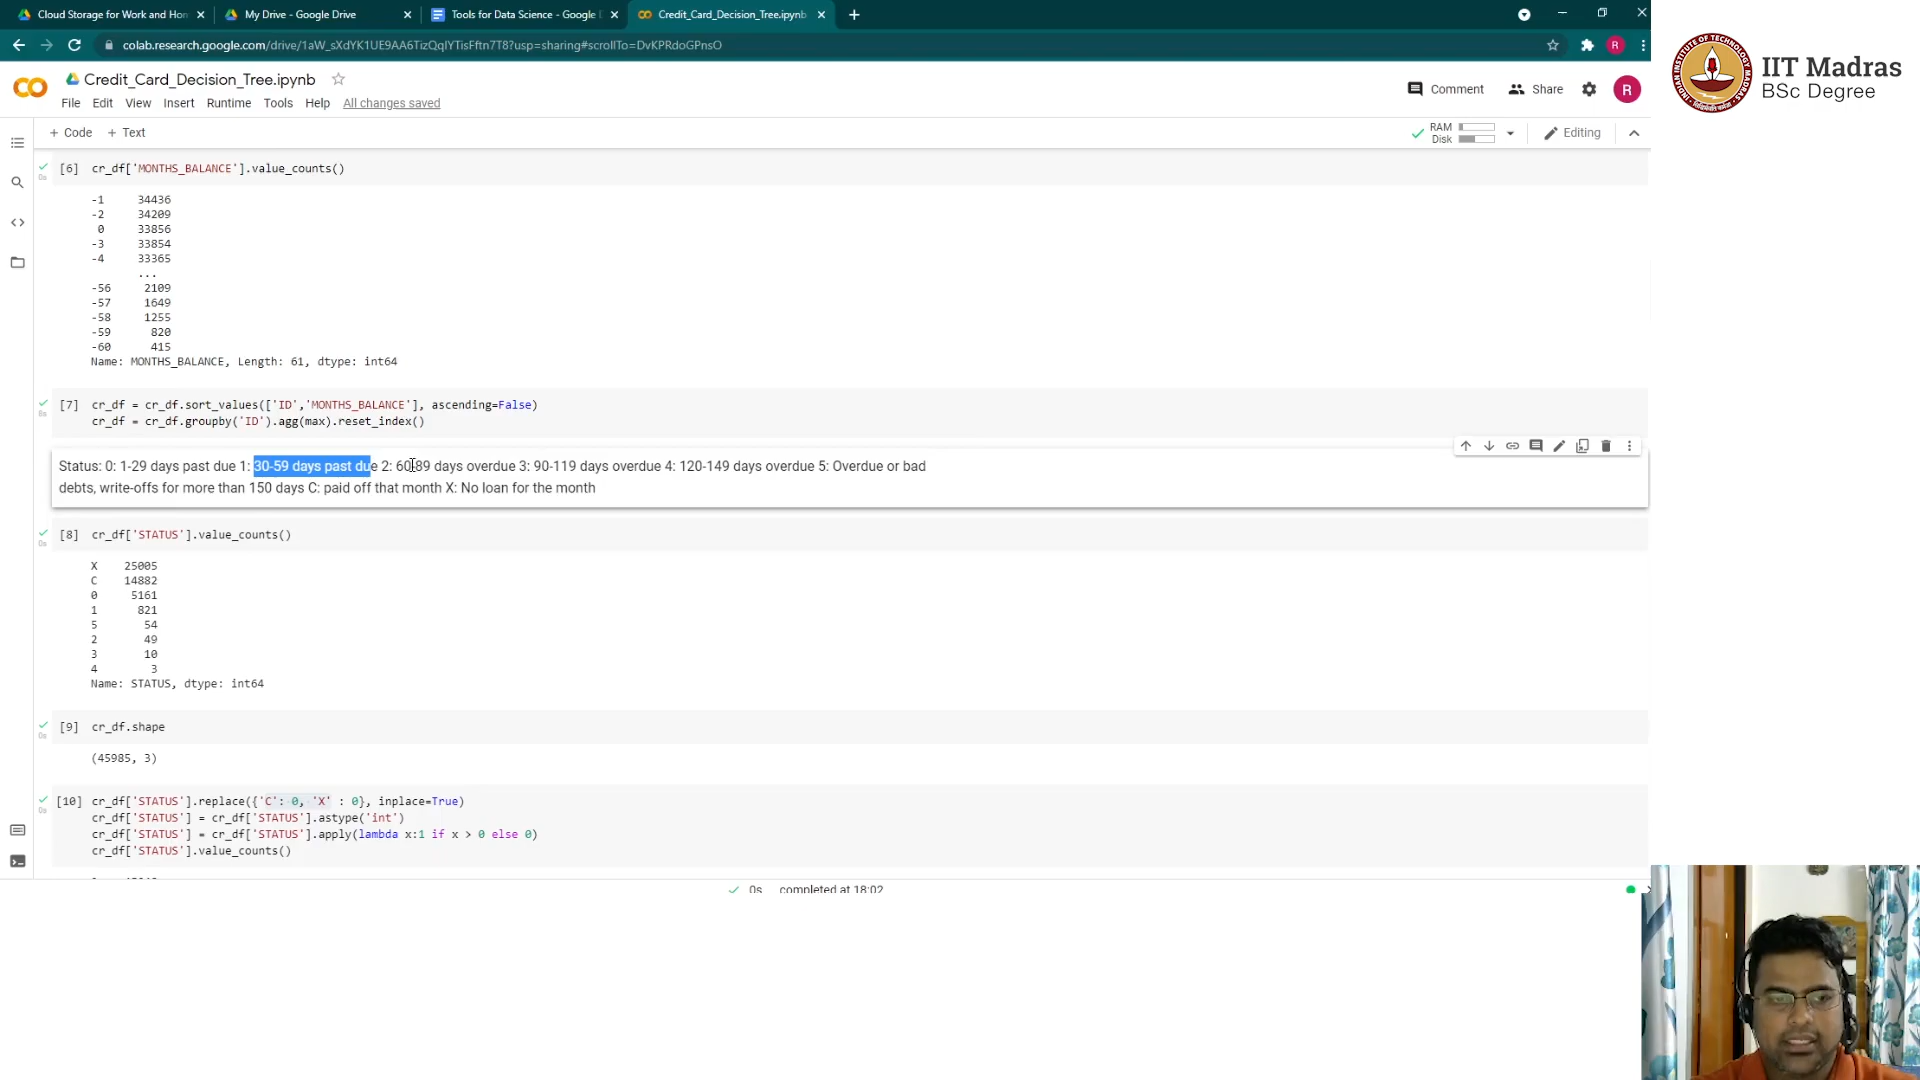 Cloud Storage for Work and Hom
My Drive - Google Drive
Tools for Data Science - Google
Credit_Card_Decision_Tree.ipynb
colab.research.google.com/drive/1aW_sXdYK1UE9AA6TizQqlYTisFftn7T8?usp=sharing#scrollTo=DvKPRdoGPnsO
R
IIT Madras
BSc Degree
Credit_Card_Decision_Tree.ipynb
File Edit View Insert Runtime Tools Help All changes saved
Comment Share R
+ Code + Text
RAM
Disk
Editing
[6] cr_df['MONTHS_BALANCE'].value_counts()
-1 34436
-2 34209
0 33856
-3 33854
-4 33365
...
-56 2109
-57 1649
-58 1255
-59 820
-60 415
Name: MONTHS_BALANCE, Length: 61, dtype: int64
[7] cr_df = cr_df.sort_values(['ID','MONTHS_BALANCE'], ascending=False)
cr_df = cr_df.groupby('ID').agg(max).reset_index()
Status: 0: 1-29 days past due 1: 30-59 days past due 2: 60-89 days overdue 3: 90-119 days overdue 4: 120-149 days overdue 5: Overdue or bad
debts, write-offs for more than 150 days C: paid off that month X: No loan for the month
[8] cr_df['STATUS'].value_counts()
X 25005
C 14882
0 5161
1 821
5 54
2 49
3 10
4 3
Name: STATUS, dtype: int64
[9] cr_df.shape
(45985, 3)
[10] cr_df['STATUS'].replace({'C': 0, 'X' : 0}, inplace=True)
cr_df['STATUS'] = cr_df['STATUS'].astype('int')
cr_df['STATUS'] = cr_df['STATUS'].apply(lambda x:1 if x > 0 else 0)
cr_df['STATUS'].value_counts()
0s completed at 18:02